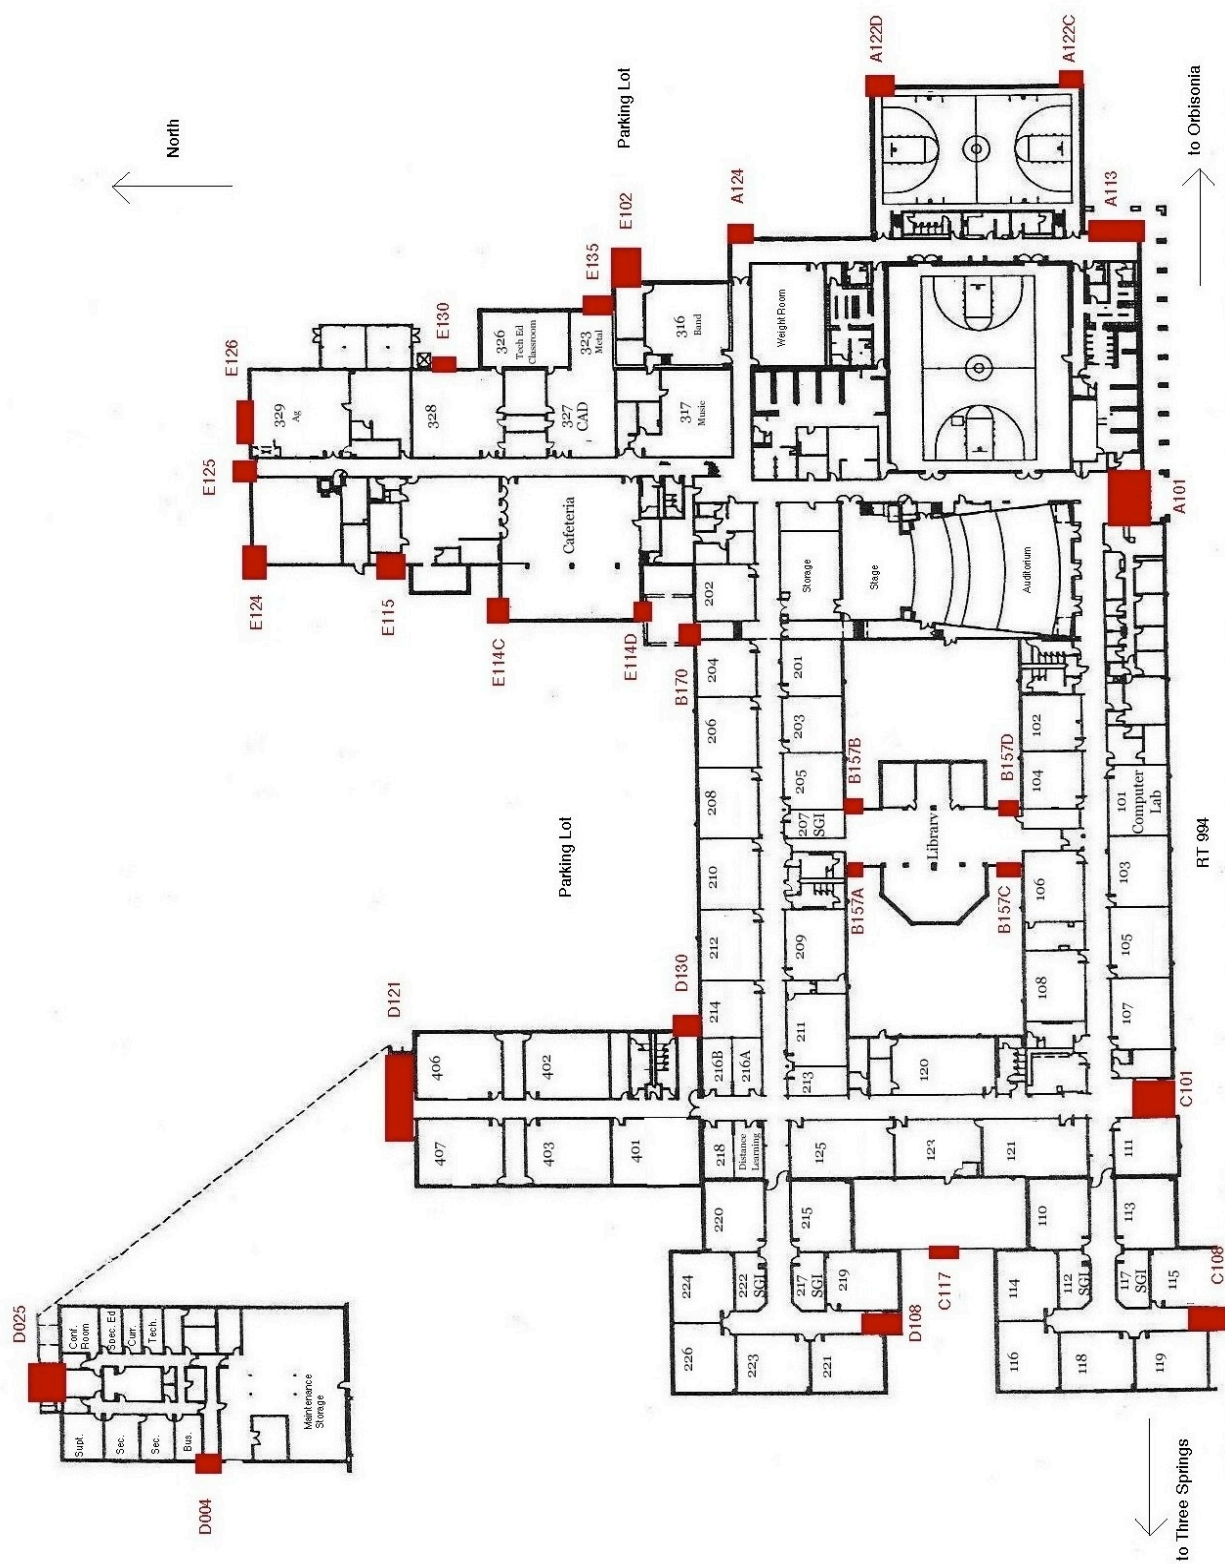 A122D
A122C
Parking Lot
North
to Orbisonia
A124
E102
A113
E135
E130
E126
326
Tech Ed
Classroom
323
Metal
316
Band
Weight Room
329
Ag
328
327
CAD
317
Music
E125
A101
Cafeteria
E124
E115
E114C
E114D
B170
202
Storage
Stage
Auditorium
204
201
206
203
102
B157B
B157D
208
205
104
101
Computer
Lab
207
SGI
Library
RT 994
Parking Lot
210
B157A
B157C
106
103
212
209
105
D121
D130
214
211
108
107
406
402
216B
216A
213
120
C101
407
403
401
218
Distance
Learning
125
123
121
111
220
215
110
113
224
222
SGI
217
SGI
219
C117
114
112
SGI
117
SGI
115
C108
D108
226
223
221
116
118
119
D025
Conf.
Room
Spec. Ed
Curr.
Tech.
Maintenance
Storage
Supt.
Sec.
Sec.
Bus.
D004
to Three Springs